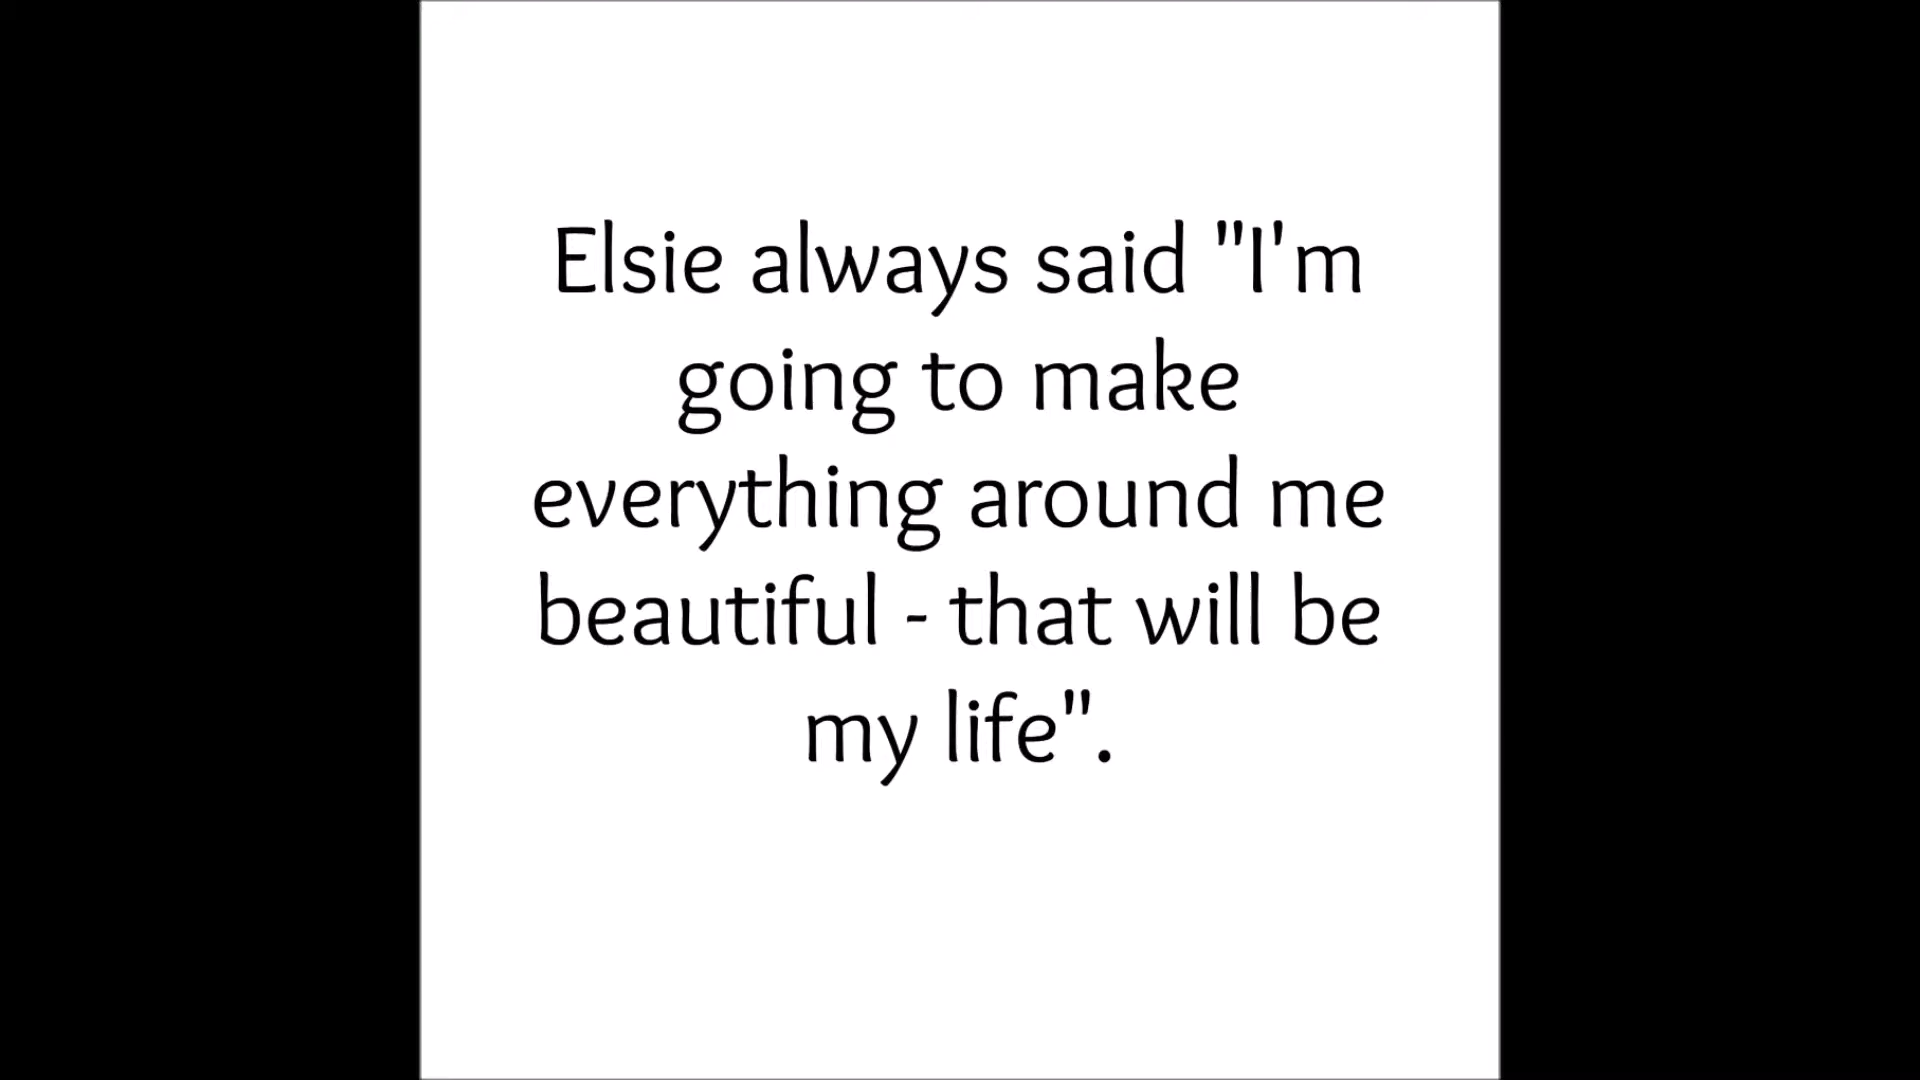 Elsie always said "I'm
going to make
everything around me
beautiful - that will be
my life".